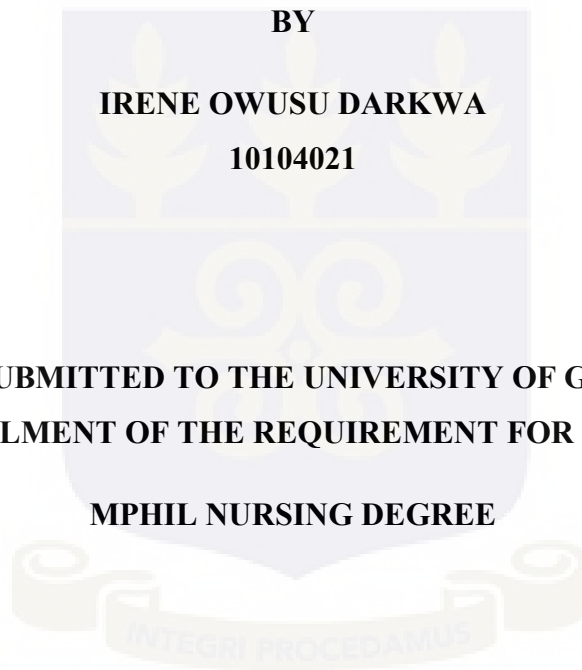 BY
IRENE OWUSU DARKWA
10104021
UBMITTED TO THE UNIVERSITY OF G
LMENT OF THE REQUIREMENT FOR
MPHIL NURSING DEGREE
INTEGRI PROCEDAMUS